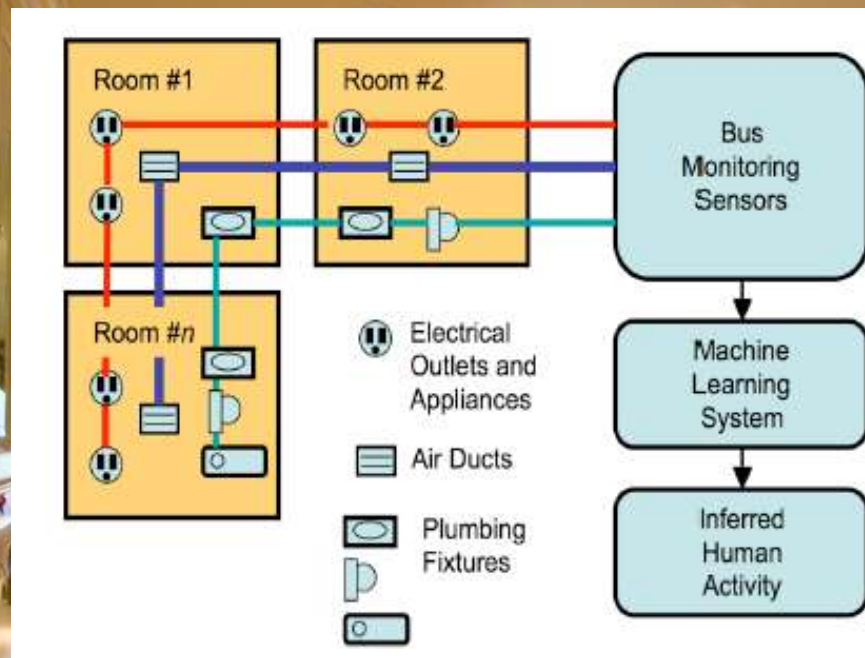 Room #1
Room #2
Room #n
Bus
Monitoring
Sensors
Machine
Learning
System
Inferred
Human
Activity
Electrical
Outlets and
Appliances
Air Ducts
Plumbing
Fixtures